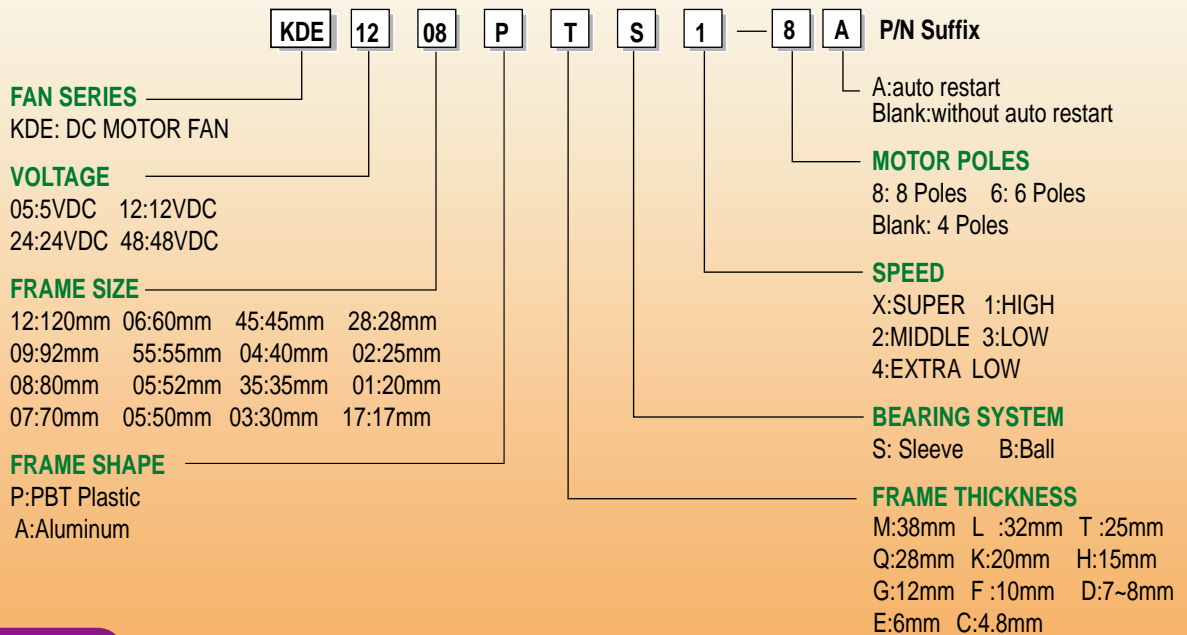 KDE 12 08 P T S 1 — 8 A P/N Suffix
FAN SERIES
KDE: DC MOTOR FAN
VOLTAGE
05:5VDC 12:12VDC
24:24VDC 48:48VDC
FRAME SIZE
12:120mm 06:60mm 45:45mm 28:28mm
09:92mm 55:55mm 04:40mm 02:25mm
08:80mm 05:52mm 35:35mm 01:20mm
07:70mm 05:50mm 03:30mm 17:17mm
FRAME SHAPE
P:PBT Plastic
A:Aluminum
A:auto restart
Blank:without auto restart
MOTOR POLES
8: 8 Poles 6: 6 Poles
Blank: 4 Poles
SPEED
X:SUPER 1:HIGH
2:MIDDLE 3:LOW
4:EXTRA LOW
BEARING SYSTEM
S: Sleeve B:Ball
FRAME THICKNESS
M:38mm L :32mm T :25mm
Q:28mm K:20mm H:15mm
G:12mm F :10mm D:7~8mm
E:6mm C:4.8mm